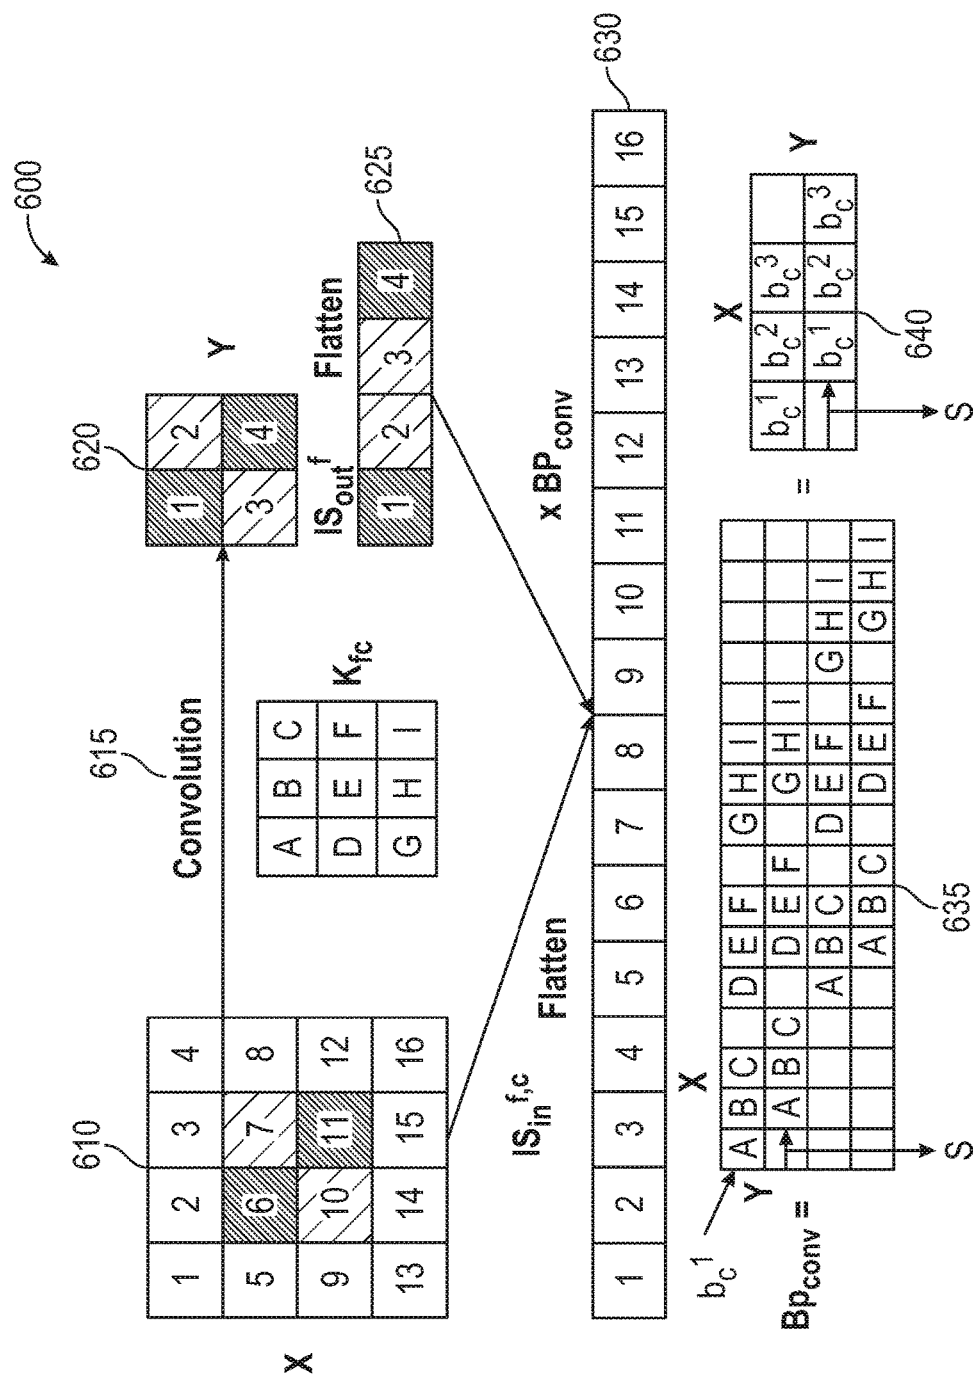 600
610
615
620
Convolution
1 2 3 4
5 6 7 8
9 10 11 12
13 14 15 16
X
A B C
D E F
G H I
K_fc
1 2
3 4
Y
IS_out^f
Flatten
625
1 2 3 4
IS_in^f,c
Flatten
x BP_conv
630
1 2 3 4 5 6 7 8 9 10 11 12 13 14 15 16
b_c^1
X
Y
Bp_conv =
A B C D E F G H I
A B C D E F G H I
A B C D E F G H I
A B C D E F G H I
S
635
=
X
b_c^1 b_c^2 b_c^3
b_c^1 b_c^2 b_c^3
Y
640
S